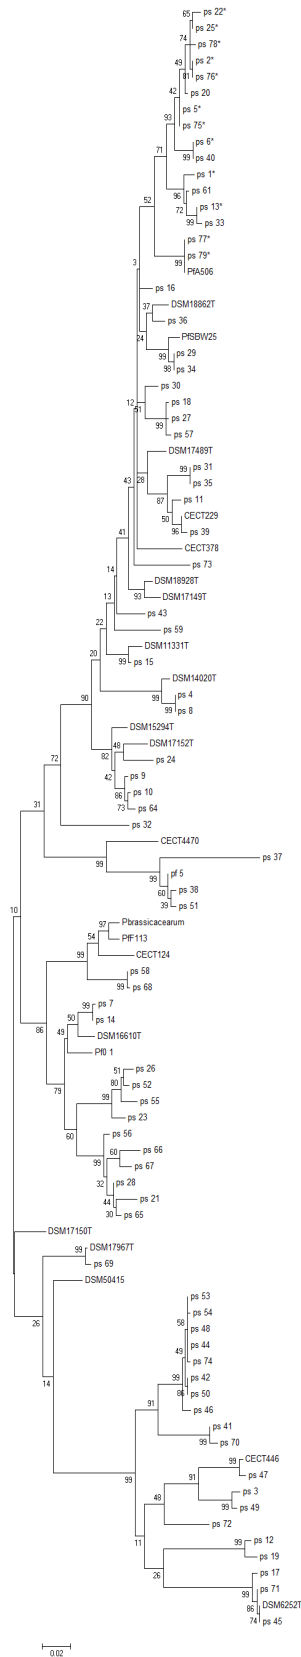 65
ps 22*
ps 25*
74
ps 78*
49
ps 2*
81
ps 76*
42
ps 20
ps 5*
93
ps 75*
ps 6*
71
99
ps 40
ps 1*
96
ps 61
72
ps 13*
52
99
ps 33
ps 77*
ps 79*
99
PfA506
3
ps 16
DSM18862T
37
ps 36
24
PfSBW25
99
ps 29
98
ps 34
ps 30
12
51
ps 18
ps 27
99
ps 57
DSM17489T
99
ps 31
28
ps 35
87
ps 11
43
50
CECT229
96
ps 39
CECT378
41
ps 73
DSM18928T
14
93
DSM17149T
ps 43
13
ps 59
22
DSM11331T
99
ps 15
20
DSM14020T
99
ps 4
99
ps 8
90
DSM15294T
48
DSM17152T
82
ps 24
42
ps 9
72
86
ps 10
73
ps 64
31
ps 32
CECT4470
99
ps 37
99
pf 5
60
ps 38
39
ps 51
10
97
Pbrassicacearum
54
PfF113
99
CECT124
ps 58
99
ps 68
86
99
ps 7
50
ps 14
49
DSM16610T
Pf0 1
79
51
ps 26
80
ps 52
99
ps 55
60
ps 23
ps 56
99
60
ps 66
32
ps 67
44
ps 28
ps 21
30
ps 65
DSM17150T
99
DSM17967T
26
ps 69
14
DSM50415
ps 53
58
ps 54
ps 48
49
ps 44
ps 74
99
ps 42
86
ps 50
91
ps 46
ps 41
99
ps 70
99
99
CECT446
91
ps 47
48
ps 3
99
ps 49
11
ps 72
99
ps 12
26
ps 19
ps 17
99
ps 71
86
DSM6252T
74
ps 45
0.02